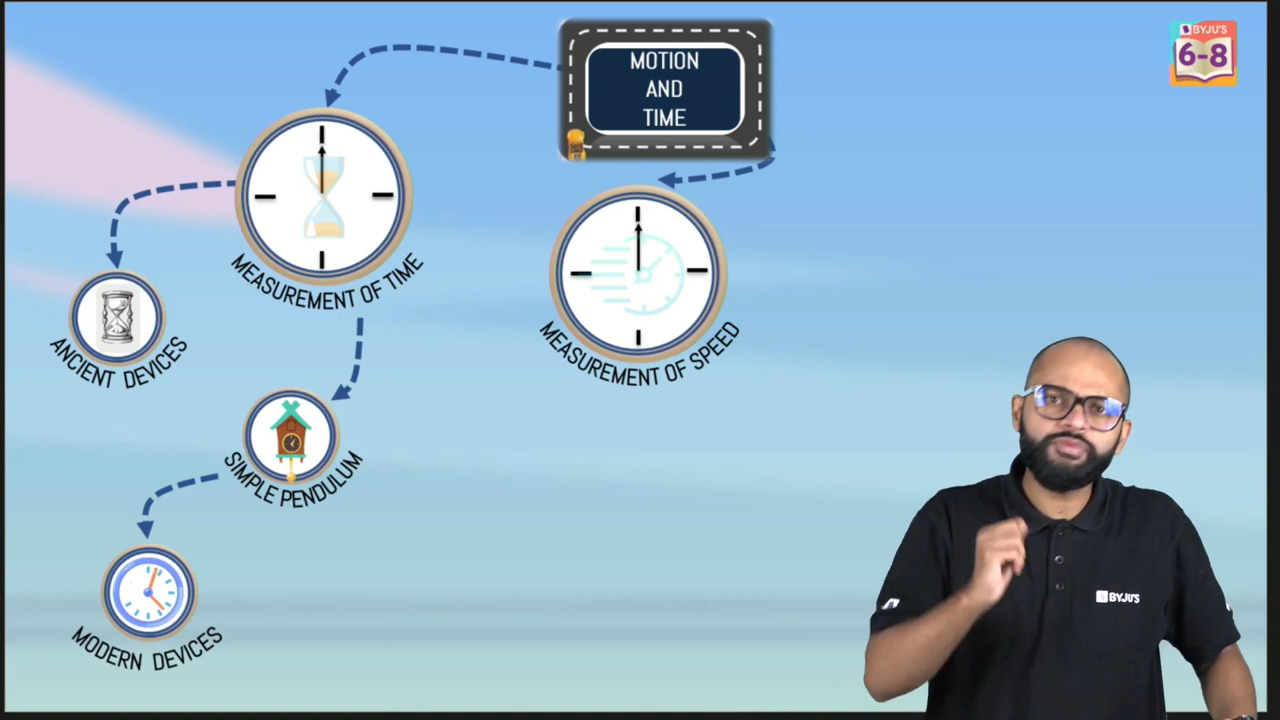 MOTION
AND
TIME
BYJU'S
6-8
MEASUREMENT OF TIME
MEASUREMENT OF SPEED
ANCIENT DEVICES
SIMPLE PENDULUM
MODERN DEVICES
BYJU'S